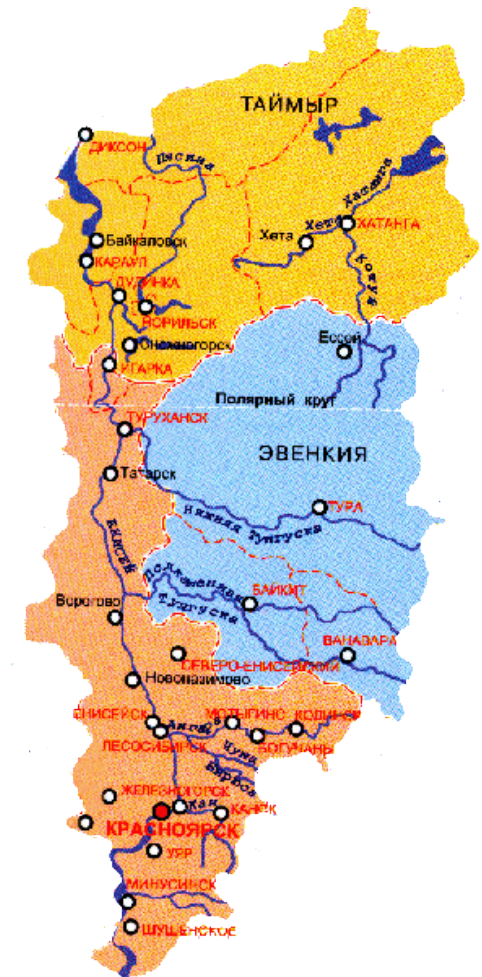 ТАЙМЫР
ДИКСОН
Пясина
Хатанга
Хета
Хета
ХАТАНГА
Байкаловск
КАРАУЛ
Котуй
ДУДИНКА
НОРИЛЬСК
Снежногорск
Ессей
ИГАРКА
Полярный круг
ТУРУХАНСК
ЭВЕНКИЯ
Татарск
ТУРА
Нижняя Тунгуска
ЕНИСЕЙ
Подкаменная
Тунгуска
БАЙКИТ
Ворогово
ВАНАВАРА
СЕВЕРО-ЕНИСЕЙСКИЙ
Новоназимово
ЕНИСЕЙСК
Ангара
МОТЫГИНО
КОДИНСК
ЛЕСОСИБИРСК
БОГУЧАНЫ
Чуна
Бирюса
ЖЕЛЕЗНОГОРСК
Кан
КАНСК
КРАСНОЯРСК
УЯР
МИНУСИНСК
ШУШЕНСКОЕ